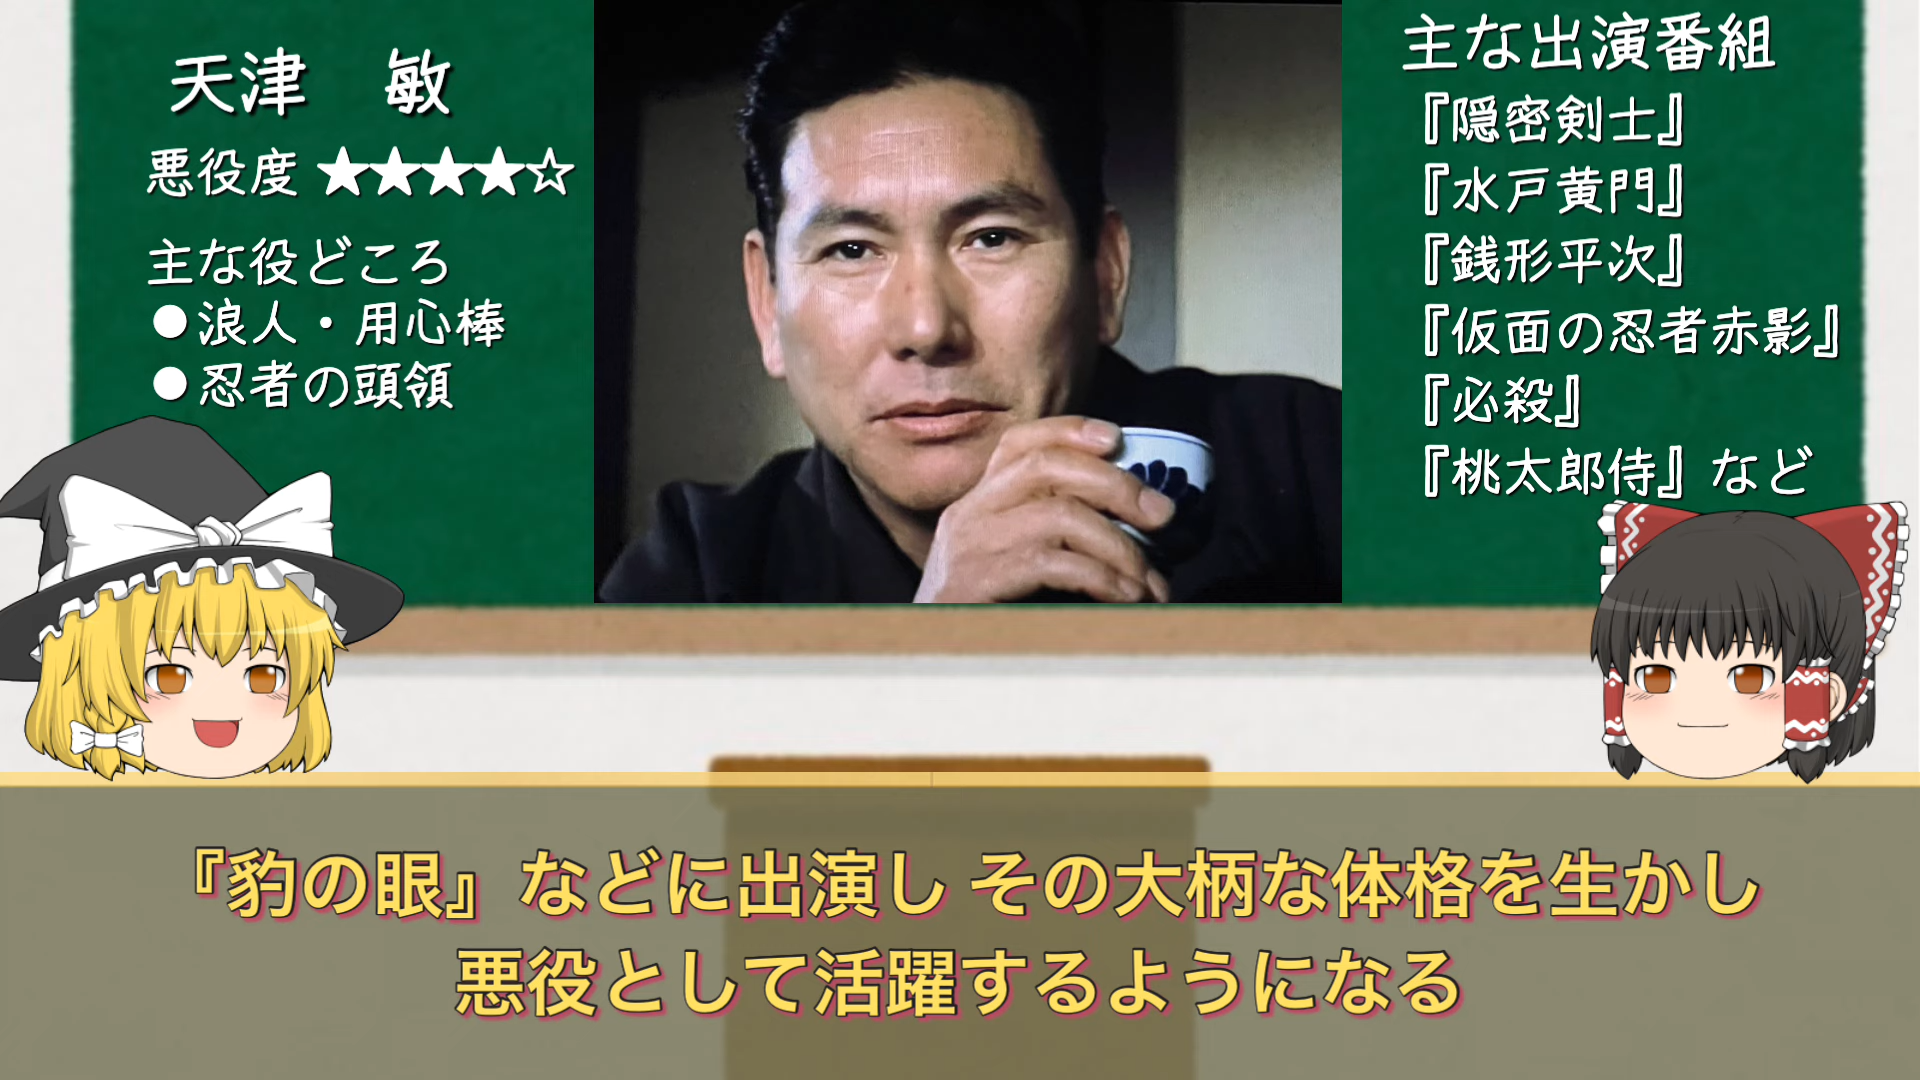 天津　敏
悪役度 ★★★★☆
主な役どころ
●浪人・用心棒
●忍者の頭領
主な出演番組
『隠密剣士』
『水戸黄門』
『銭形平次』
『仮面の忍者赤影』
『必殺』
『桃太郎侍』など
『豹の眼』などに出演し その大柄な体格を生かし
悪役として活躍するようになる